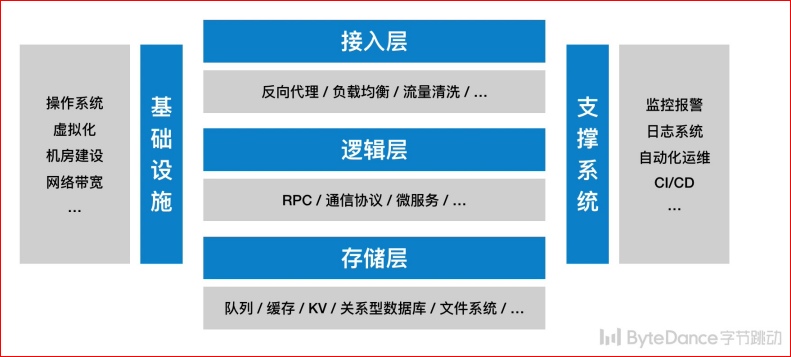 操作系统
虚拟化
机房建设
网络带宽
...
基础设施
接入层
反向代理 / 负载均衡 / 流量清洗 / ...
逻辑层
RPC / 通信协议 / 微服务 / ...
存储层
队列 / 缓存 / KV / 关系型数据库 / 文件系统 / ...
支撑系统
监控报警
日志系统
自动化运维
CI/CD
...
ByteDance字节跳动